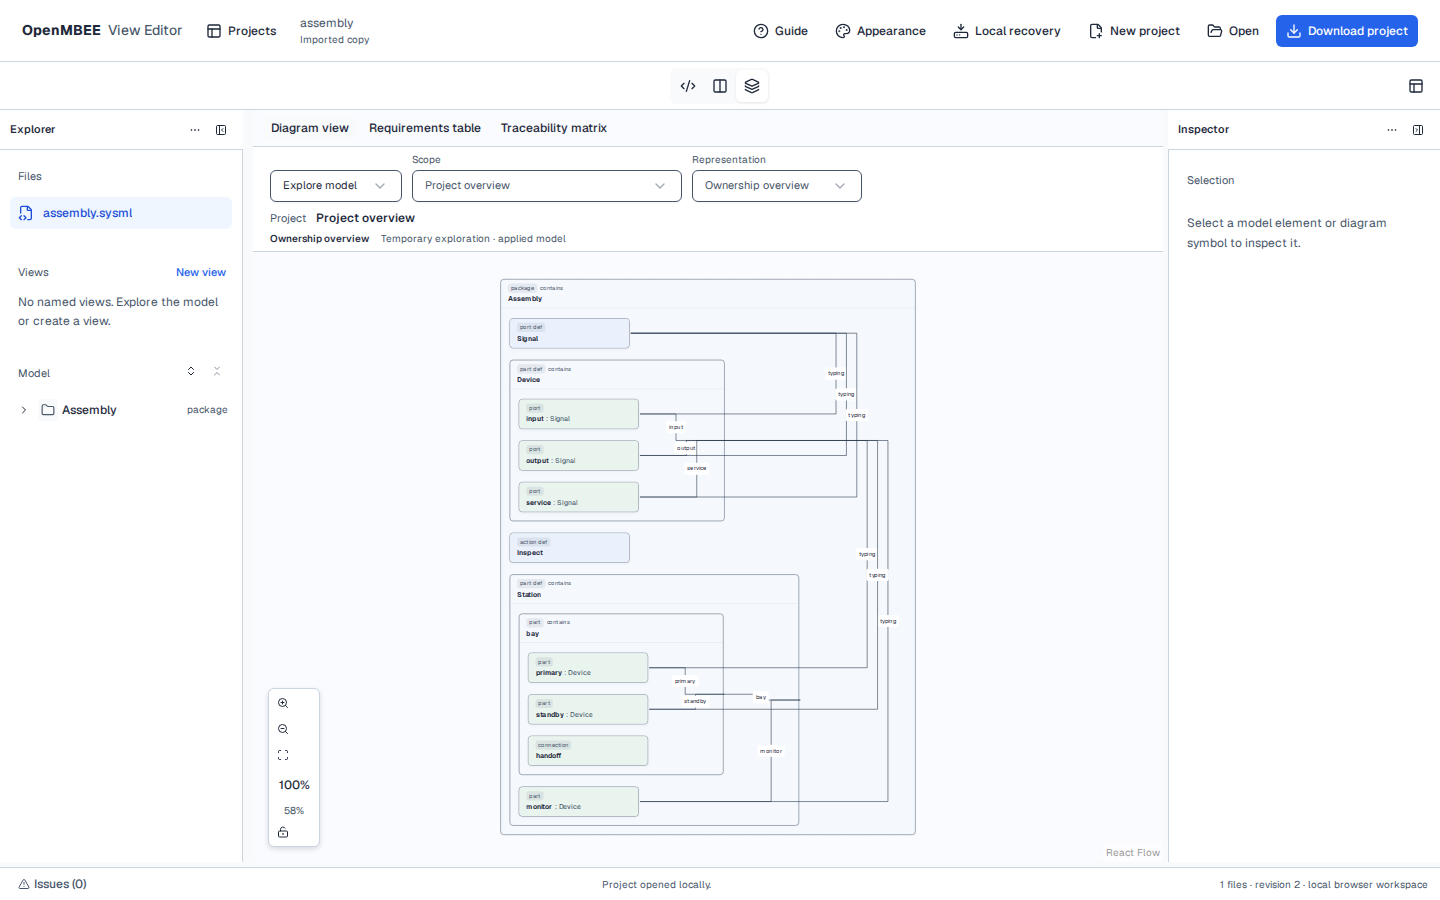 OpenMBEE View Editor
Projects
assembly
Imported copy
Guide
Appearance
Local recovery
New project
Open
Download project
Explorer
Files
assembly.sysml
Views
New view
No named views. Explore the model
or create a view.
Model
Assembly
package
Diagram view
Requirements table
Traceability matrix
Scope
Representation
Explore model
Project overview
Ownership overview
Project Project overview
Ownership overview Temporary exploration · applied model
package contains
Assembly
port def
Signal
part def contains
Device
port
input : Signal
port
output : Signal
port
service : Signal
typing
typing
typing
input
output
service
action def
Inspect
typing
typing
typing
part def contains
Station
part contains
bay
part
primary : Device
part
standby : Device
connection
handoff
primary
standby
bay
monitor
part
monitor : Device
100%
58%
React Flow
Inspector
Selection
Select a model element or diagram
symbol to inspect it.
Issues (0)
Project opened locally.
1 files · revision 2 · local browser workspace